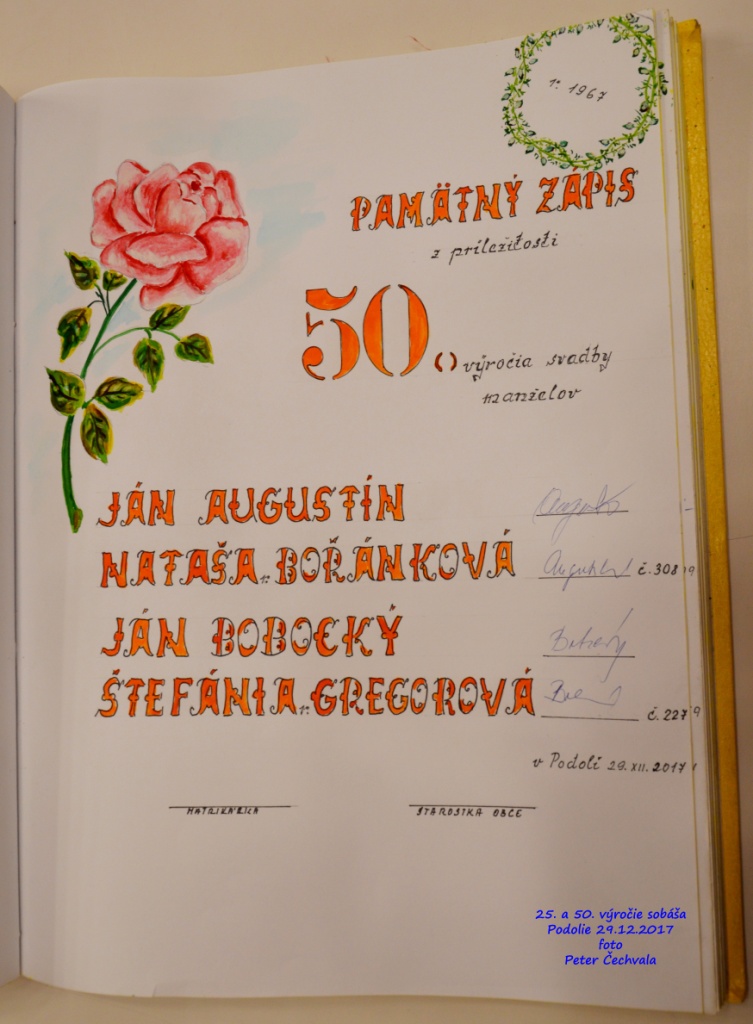 r. 1967
PAMÄTNÝ ZÁPIS
z príležitosti
50. výročia svadby
manželov
JÁN AUGUSTÍN
NATAŠA r. BOŘÁNKOVÁ č. 308
JÁN BOBOCKÝ
ŠTEFÁNIA r. GREGOROVÁ č. 227
v Podolí 29. XII. 2017
MATRIKÁRKA STAROSTKA OBCE
25. a 50. výročie sobáša
Podolie 29.12.2017
foto
Peter Čechvala